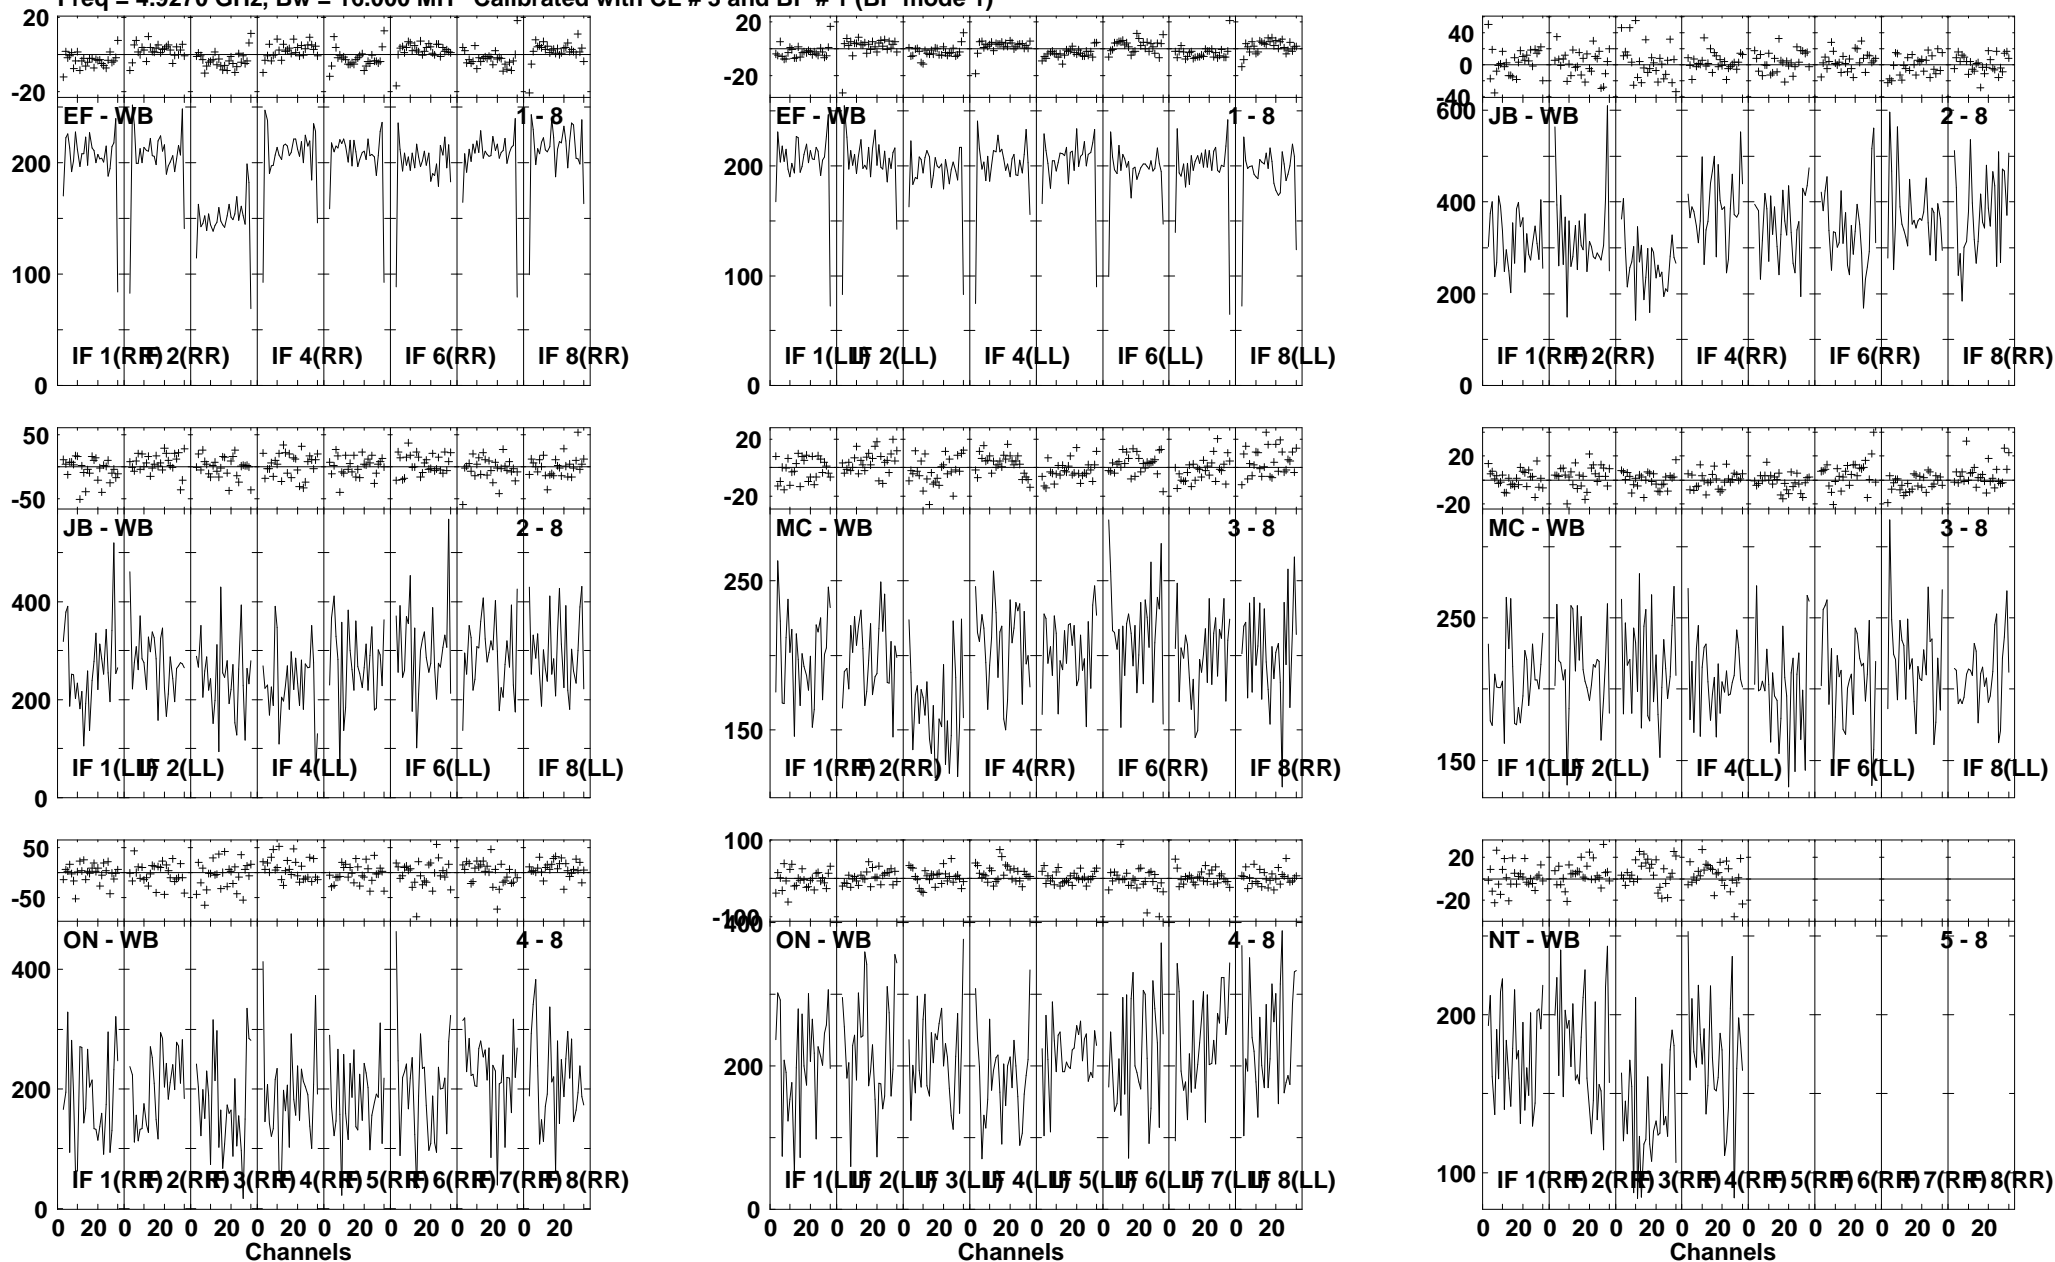 Freq = 4.9270 GHz, Bw = 16.000 MH Calibrated with CL # 3 and BP # 1 (BP mode 1)
20
0
-20
EF - WB
1 - 8
200
100
0
IF 1(RR) IF 2(RR) IF 4(RR) IF 6(RR) IF 8(RR)
20
0
-20
EF - WB
1 - 8
200
100
0
IF 1(LL) IF 2(LL) IF 4(LL) IF 6(LL) IF 8(LL)
40
0
-40
600
JB - WB
2 - 8
400
200
0
IF 1(RR) IF 2(RR) IF 4(RR) IF 6(RR) IF 8(RR)
50
-50
JB - WB
2 - 8
400
200
0
IF 1(LL) IF 2(LL) IF 4(LL) IF 6(LL) IF 8(LL)
20
-20
MC - WB
3 - 8
250
150
IF 1(RR) IF 2(RR) IF 4(RR) IF 6(RR) IF 8(RR)
20
-20
MC - WB
3 - 8
250
150
IF 1(LL) IF 2(LL) IF 4(LL) IF 6(LL) IF 8(LL)
50
-50
ON - WB
4 - 8
400
200
0
IF 1(RR) IF 2(RR) IF 3(RR) IF 4(RR) IF 5(RR) IF 6(RR) IF 7(RR) IF 8(RR)
0 20 0 20 0 20 0 20 0 20 0 20 0 20 0 20
Channels
100
-100
400
ON - WB
4 - 8
200
0
IF 1(LL) IF 2(LL) IF 3(LL) IF 4(LL) IF 5(LL) IF 6(LL) IF 7(LL) IF 8(LL)
0 20 0 20 0 20 0 20 0 20 0 20 0 20 0 20
Channels
20
-20
NT - WB
5 - 8
200
100
IF 1(RR) IF 2(RR) IF 3(RR) IF 4(RR) IF 5(RR) IF 6(RR) IF 7(RR) IF 8(RR)
0 20 0 20 0 20 0 20 0 20 0 20 0 20 0 20
Channels